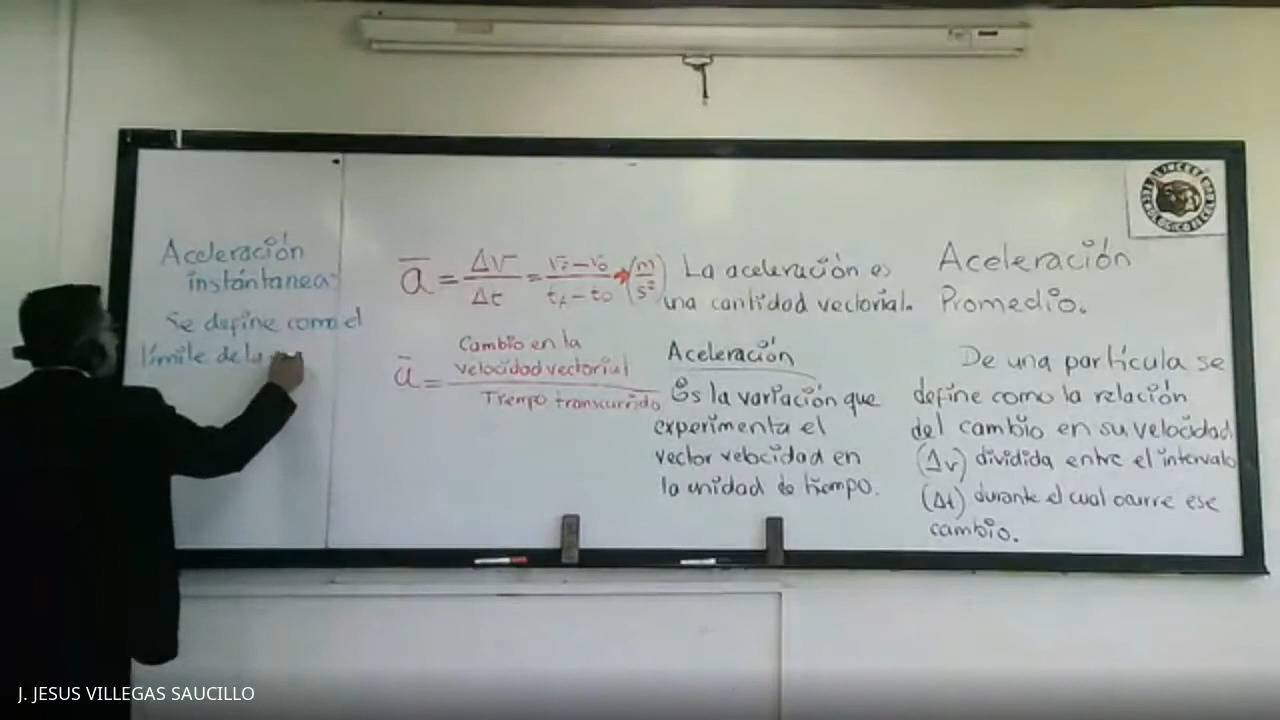 Aceleración
instántanea:
Se define como el
límite de la
a̅ = Δv/Δt = vf-vo/tf-to (m/s²)
a̅ = Cambio en la
velocidad vectorial
Tiempo transcurrido
La aceleración es
una cantidad vectorial.
Aceleración
Es la variación que
experimenta el
vector velocidad en
la unidad de tiempo.
Aceleración
Promedio.
De una partícula se
define como la relación
del cambio en su velocidad
(Δv) dividida entre el intervalo
(Δt) durante el cual ocurre ese
cambio.
J. JESUS VILLEGAS SAUCILLO